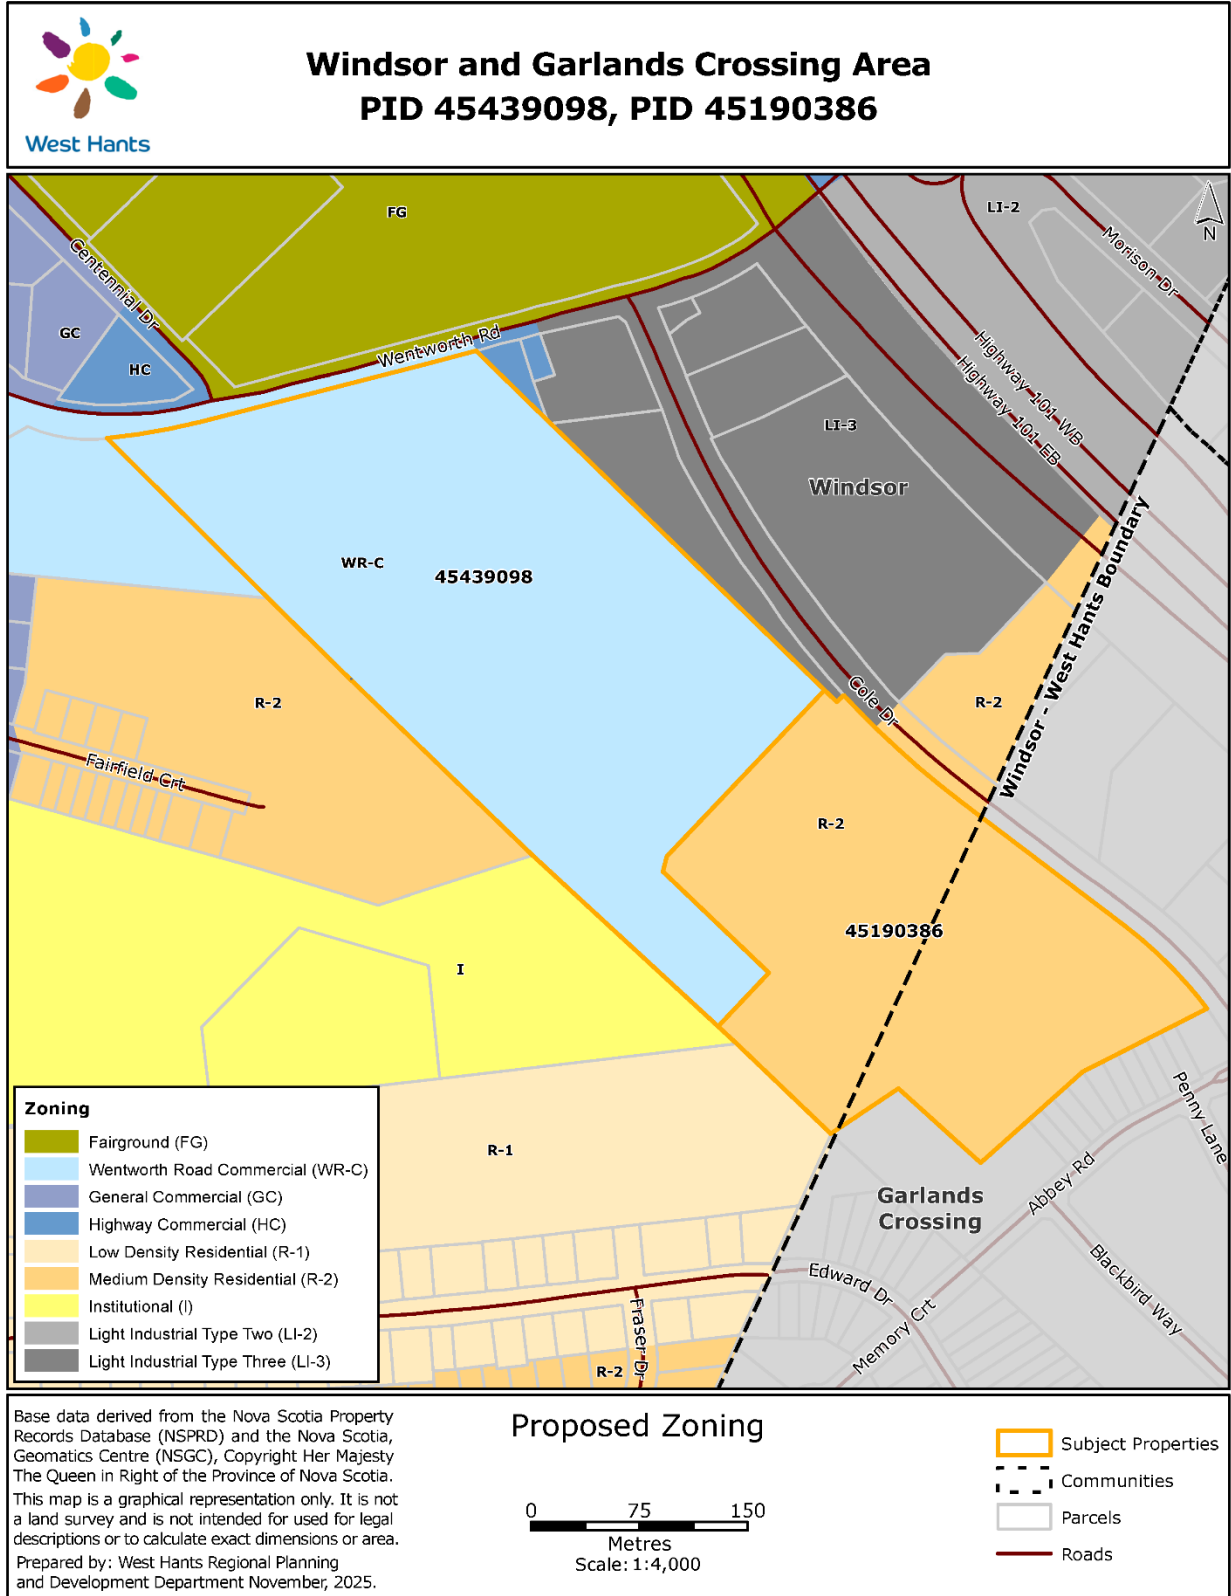 West Hants
Windsor and Garlands Crossing Area
PID 45439098, PID 45190386
FG
LI-2
Morison Dr
N
Centennial Dr
GC
HC
Wentworth Rd
Highway 101 WB
Highway 101 EB
LI-3
Windsor
WR-C
45439098
Windsor - West Hants Boundary
R-2
Cole Dr
R-2
Fairfield Crt
R-2
45190386
I
Penny Lane
R-1
Garlands
Crossing
Abbey Rd
Blackbird Way
Edward Dr
Memory Crt
Fraser Dr
R-2
Zoning
Fairground (FG)
Wentworth Road Commercial (WR-C)
General Commercial (GC)
Highway Commercial (HC)
Low Density Residential (R-1)
Medium Density Residential (R-2)
Institutional (I)
Light Industrial Type Two (LI-2)
Light Industrial Type Three (LI-3)
Base data derived from the Nova Scotia Property
Records Database (NSPRD) and the Nova Scotia,
Geomatics Centre (NSGC), Copyright Her Majesty
The Queen in Right of the Province of Nova Scotia.
This map is a graphical representation only. It is not
a land survey and is not intended for used for legal
descriptions or to calculate exact dimensions or area.
Prepared by: West Hants Regional Planning
and Development Department November, 2025.
Proposed Zoning
0 75 150
Metres
Scale: 1:4,000
Subject Properties
Communities
Parcels
Roads